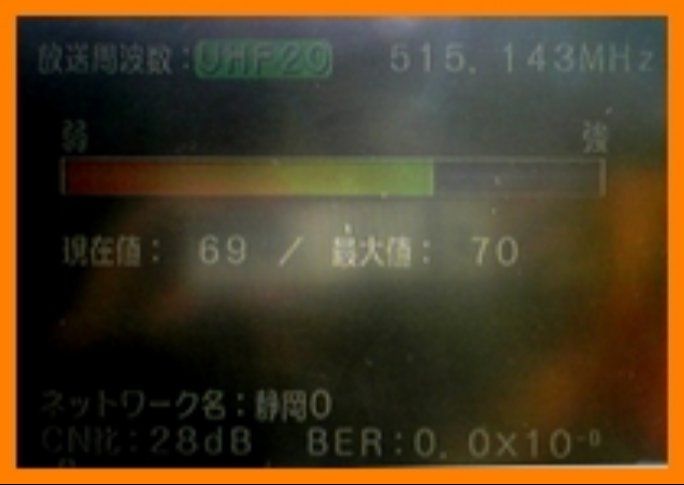 放送周波数：UHF20 515.143MHz
弱 強
現在値： 69 / 最大値： 70
ネットワーク名：静岡0
CN比：28dB BER：0.0x10⁻⁰